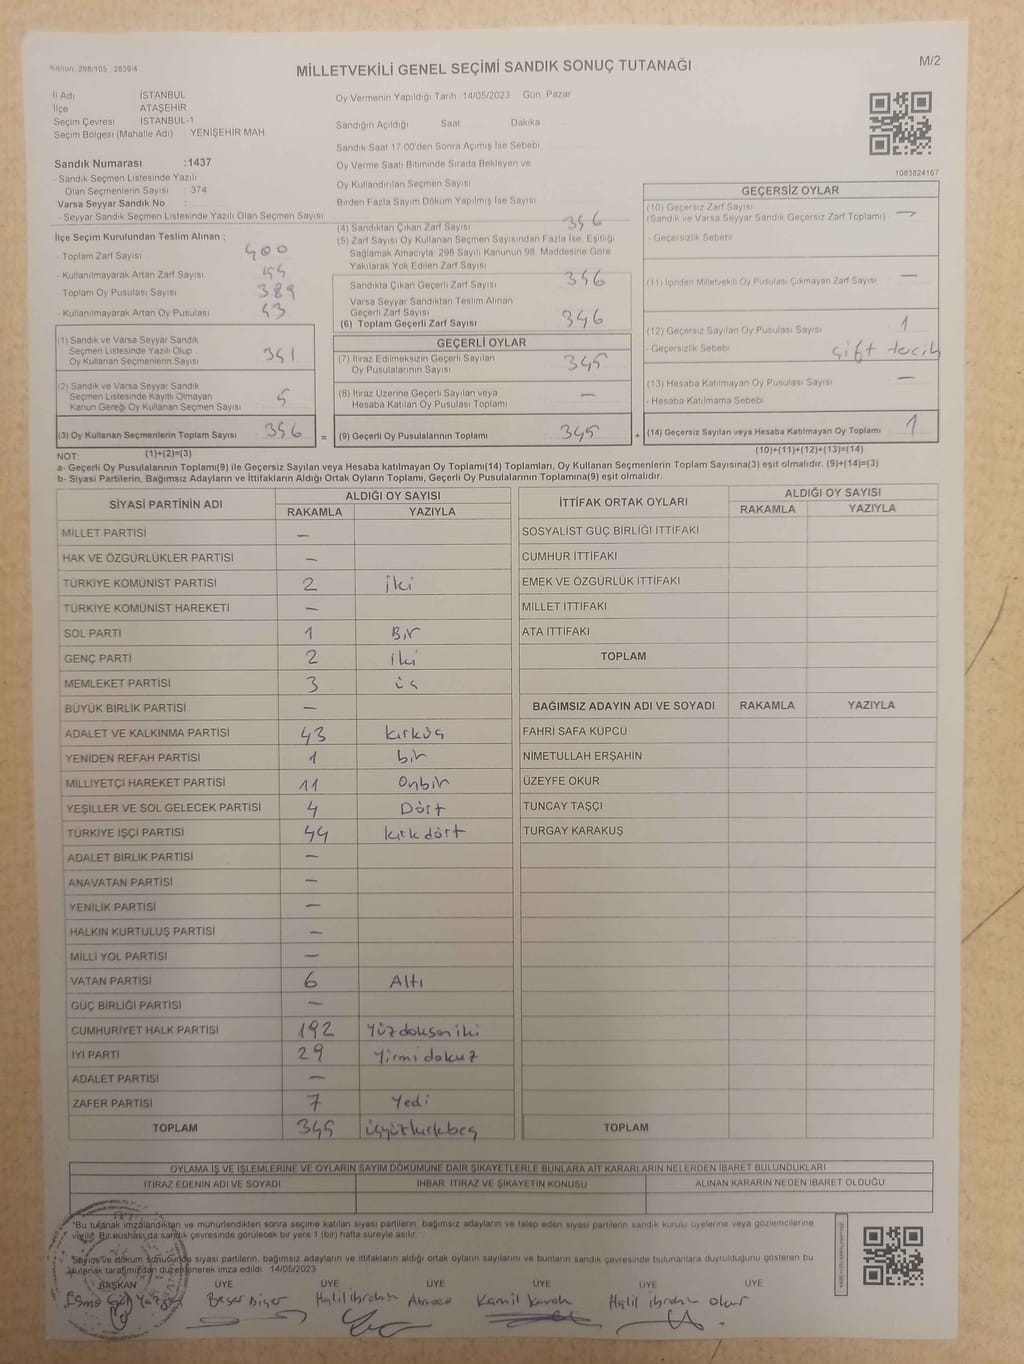 Kanun: 298/105 2839/4
MİLLETVEKİLİ GENEL SEÇİMİ SANDIK SONUÇ TUTANAĞI
M/2
İl Adı İSTANBUL
İlçe ATAŞEHİR
Seçim Çevresi İSTANBUL-1
Seçim Bölgesi (Mahalle Adı) : YENİŞEHİR MAH
Sandık Numarası :1437
- Sandık Seçmen Listesinde Yazılı
Olan Seçmenlerin Sayısı : 374
Varsa Seyyar Sandık No :
- Seyyar Sandık Seçmen Listesinde Yazılı Olan Seçmen Sayısı
Oy Vermenin Yapıldığı Tarih :14/05/2023 Gün: Pazar
Sandığın Açıldığı Saat Dakika
Sandık Saat 17:00'den Sonra Açımış İse Sebebi
Oy Verme Saati Bitiminde Sırada Bekleyen ve
Oy Kullandırılan Seçmen Sayısı
Birden Fazla Sayım Döküm Yapılmış İse Sayısı
1083824167
İlçe Seçim Kurulundan Teslim Alınan ;
- Toplam Zarf Sayısı 400
- Kullanılmayarak Artan Zarf Sayısı
- Toplam Oy Pusulası Sayısı 389
- Kullanılmayarak Artan Oy Pusulası 43
(1) Sandık ve Varsa Seyyar Sandık
Seçmen Listesinde Yazılı Olup
Oy Kullanan Seçmenlerin Sayısı 341
(2) Sandık ve Varsa Seyyar Sandık
Seçmen Listesinde Kayıtlı Olmayan
Kanun Gereği Oy Kullanan Seçmen Sayısı 5
(3) Oy Kullanan Seçmenlerin Toplam Sayısı 346 =
(1)+(2)=(3)
(4) Sandıktan Çıkan Zarf Sayısı 346
(5) Zarf Sayısı Oy Kullanan Seçmen Sayısından Fazla İse, Eşitliği
Sağlamak Amacıyla; 298 Sayılı Kanunun 98. Maddesine Göre
Yakılarak Yok Edilen Zarf Sayısı
Sandıkta Çıkan Geçerli Zarf Sayısı 346
Varsa Seyyar Sandıktan Teslim Alınan
Geçerli Zarf Sayısı
(6) Toplam Geçerli Zarf Sayısı 346
GEÇERLİ OYLAR
(7) İtiraz Edilmeksizin Geçerli Sayılan
Oy Pusulalarının Sayısı 345
(8) İtiraz Üzerine Geçerli Sayılan veya
Hesaba Katılan Oy Pusulası Toplamı —
(9) Geçerli Oy Pusulalarının Toplamı 345 +
GEÇERSİZ OYLAR
(10) Geçersiz Zarf Sayısı
(Sandık ve Varsa Seyyar Sandık Geçersiz Zarf Toplamı) —
- Geçersizlik Sebebi
(11) İçinden Milletvekili Oy Pusulası Çıkmayan Zarf Sayısı —
(12) Geçersiz Sayılan Oy Pusulası Sayısı 1
- Geçersizlik Sebebi çift tecih
(13) Hesaba Katılmayan Oy Pusulası Sayısı —
- Hesaba Katılmama Sebebi
(14) Geçersiz Sayılan veya Hesaba Katılmayan Oy Toplamı 1
(10)+(11)+(12)+(13)=(14)
NOT:
a- Geçerli Oy Pusulalarının Toplamı(9) ile Geçersiz Sayılan veya Hesaba katılmayan Oy Toplamı(14) Toplamları, Oy Kullanan Seçmenlerin Toplam Sayısına(3) eşit olmalıdır. (9)+(14)=(3)
b- Siyasi Partilerin, Bağımsız Adayların ve İttifakların Aldığı Ortak Oyların Toplamı, Geçerli Oy Pusulalarının Toplamına(9) eşit olmalıdır.
SİYASİ PARTİNİN ADI ALDIĞI OY SAYISI
RAKAMLA YAZIYLA
MİLLET PARTİSİ —
HAK VE ÖZGÜRLÜKLER PARTİSİ —
TÜRKİYE KOMÜNİST PARTİSİ 2 iki
TÜRKİYE KOMÜNİST HAREKETİ —
SOL PARTİ 1 Bir
GENÇ PARTİ 2 iki
MEMLEKET PARTİSİ 3 üç
BÜYÜK BİRLİK PARTİSİ —
ADALET VE KALKINMA PARTİSİ 43 kırküç
YENİDEN REFAH PARTİSİ 1 bir
MİLLİYETÇİ HAREKET PARTİSİ 11 Onbir
YEŞİLLER VE SOL GELECEK PARTİSİ 4 Dört
TÜRKİYE İŞÇİ PARTİSİ 44 kırk dört
ADALET BİRLİK PARTİSİ —
ANAVATAN PARTİSİ —
YENİLİK PARTİSİ —
HALKIN KURTULUŞ PARTİSİ —
MİLLİ YOL PARTİSİ —
VATAN PARTİSİ 6 Altı
GÜÇ BİRLİĞİ PARTİSİ —
CUMHURİYET HALK PARTİSİ 192 Yüzdoksan iki
İYİ PARTİ 29 Yirmi dokuz
ADALET PARTİSİ —
ZAFER PARTİSİ 7 Yedi
TOPLAM 345 üçyüzkırkbeş
İTTİFAK ORTAK OYLARI ALDIĞI OY SAYISI
RAKAMLA YAZIYLA
SOSYALİST GÜÇ BİRLİĞİ İTTİFAKI
CUMHUR İTTİFAKI
EMEK VE ÖZGÜRLÜK İTTİFAKI
MİLLET İTTİFAKI
ATA İTTİFAKI
TOPLAM
BAĞIMSIZ ADAYIN ADI VE SOYADI RAKAMLA YAZIYLA
FAHRİ SAFA KÜPCÜ
NİMETULLAH ERŞAHİN
ÜZEYFE OKUR
TUNCAY TAŞÇI
TURGAY KARAKUŞ
TOPLAM
OYLAMA İŞ VE İŞLEMLERİNE VE OYLARIN SAYIM DÖKÜMÜNE DAİR ŞİKAYETLERLE BUNLARA AİT KARARLARIN NELERDEN İBARET BULUNDUKLARI
İTİRAZ EDENİN ADI VE SOYADI İHBAR, İTİRAZ VE ŞİKAYETİN KONUSU ALINAN KARARIN NEDEN İBARET OLDUĞU
*Bu tutanak imzalandıktan ve mühürlendikten sonra seçime katılan siyasi partilerin, bağımsız adayların ve talep eden siyasi partilerin sandık kurulu üyelerine veya gözlemcilerine
verilir. Bir nüshası da sandık çevresinde görülecek bir yere 1 (bir) hafta süreyle asılır.
Sayım ve döküm sonucunda siyasi partilerin, bağımsız adayların ve ittifakların aldığı ortak oyların sayılarını ve bunların sandık çevresinde bulunanlara duyrulduğunu gösteren bu
tutanak tarafımızdan düzenlenerek imza edildi. 14/05/2023
BAŞKAN ÜYE ÜYE ÜYE ÜYE ÜYE ÜYE
Halil ibrahim Kamil Halil ibrahim Okur